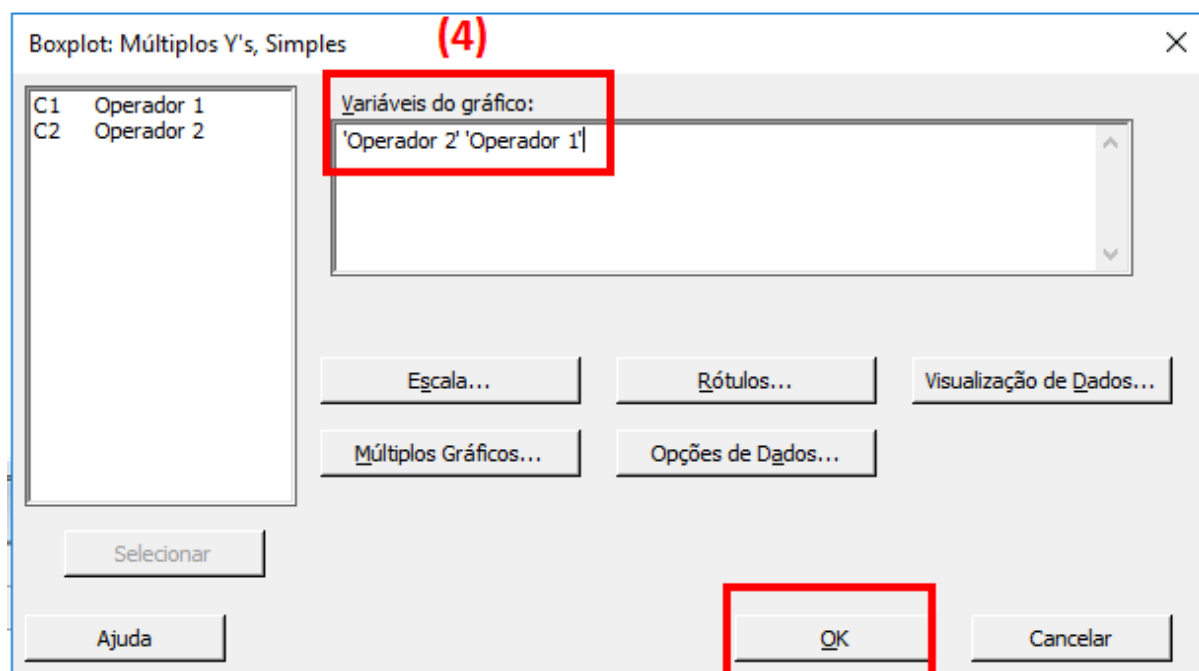 Boxplot: Múltiplos Y's, Simples
(4)
C1 Operador 1
C2 Operador 2
Variáveis do gráfico:
'Operador 2' 'Operador 1'
Escala...
Rótulos...
Visualização de Dados...
Múltiplos Gráficos...
Opções de Dados...
Selecionar
Ajuda
OK
Cancelar